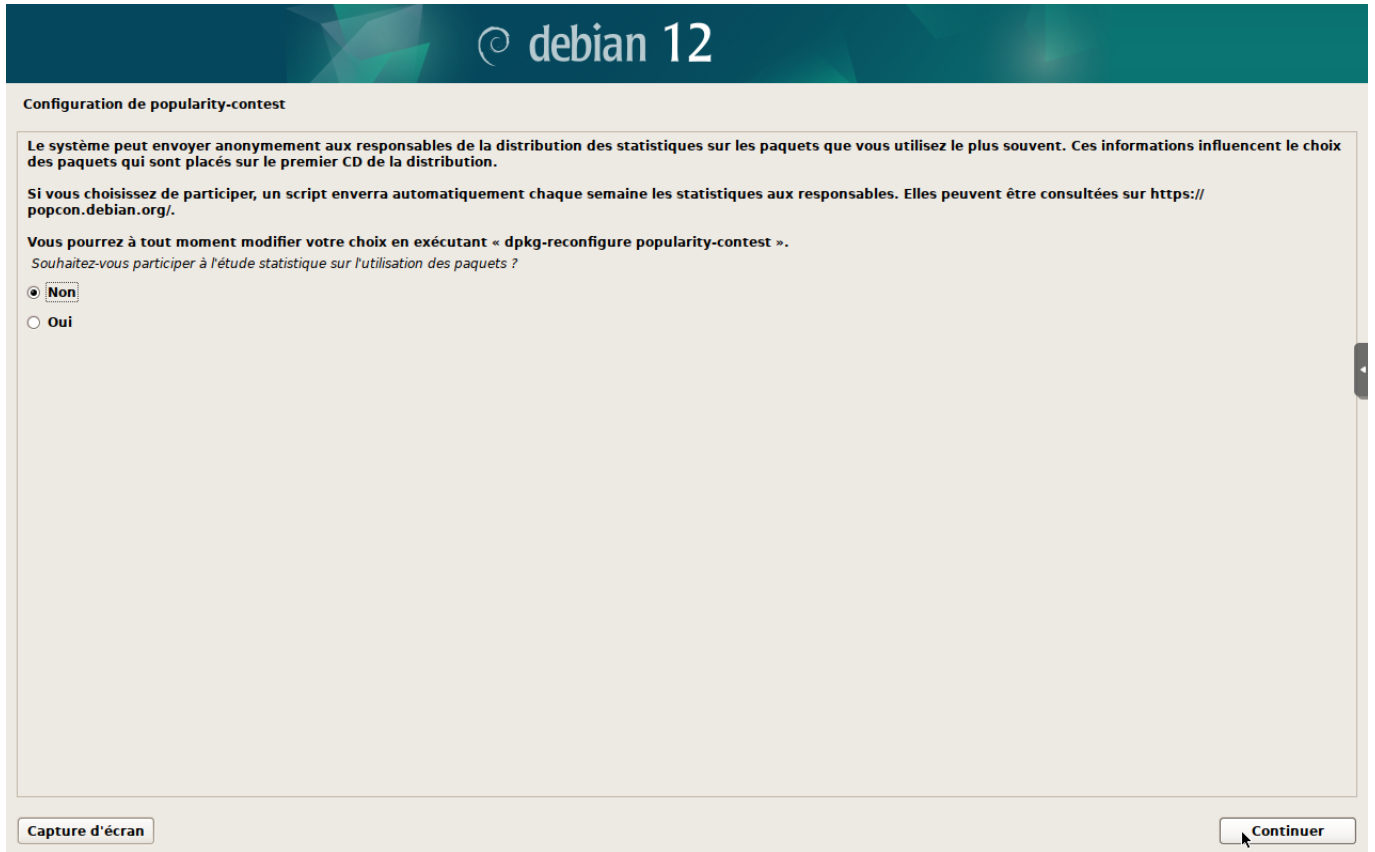 debian 12
Configuration de popularity-contest
Le système peut envoyer anonymement aux responsables de la distribution des statistiques sur les paquets que vous utilisez le plus souvent. Ces informations influencent le choix
des paquets qui sont placés sur le premier CD de la distribution.
Si vous choisissez de participer, un script enverra automatiquement chaque semaine les statistiques aux responsables. Elles peuvent être consultées sur https://
popcon.debian.org/.
Vous pourrez à tout moment modifier votre choix en exécutant « dpkg-reconfigure popularity-contest ».
Souhaitez-vous participer à l'étude statistique sur l'utilisation des paquets ?
Non
Oui
Capture d'écran
Continuer